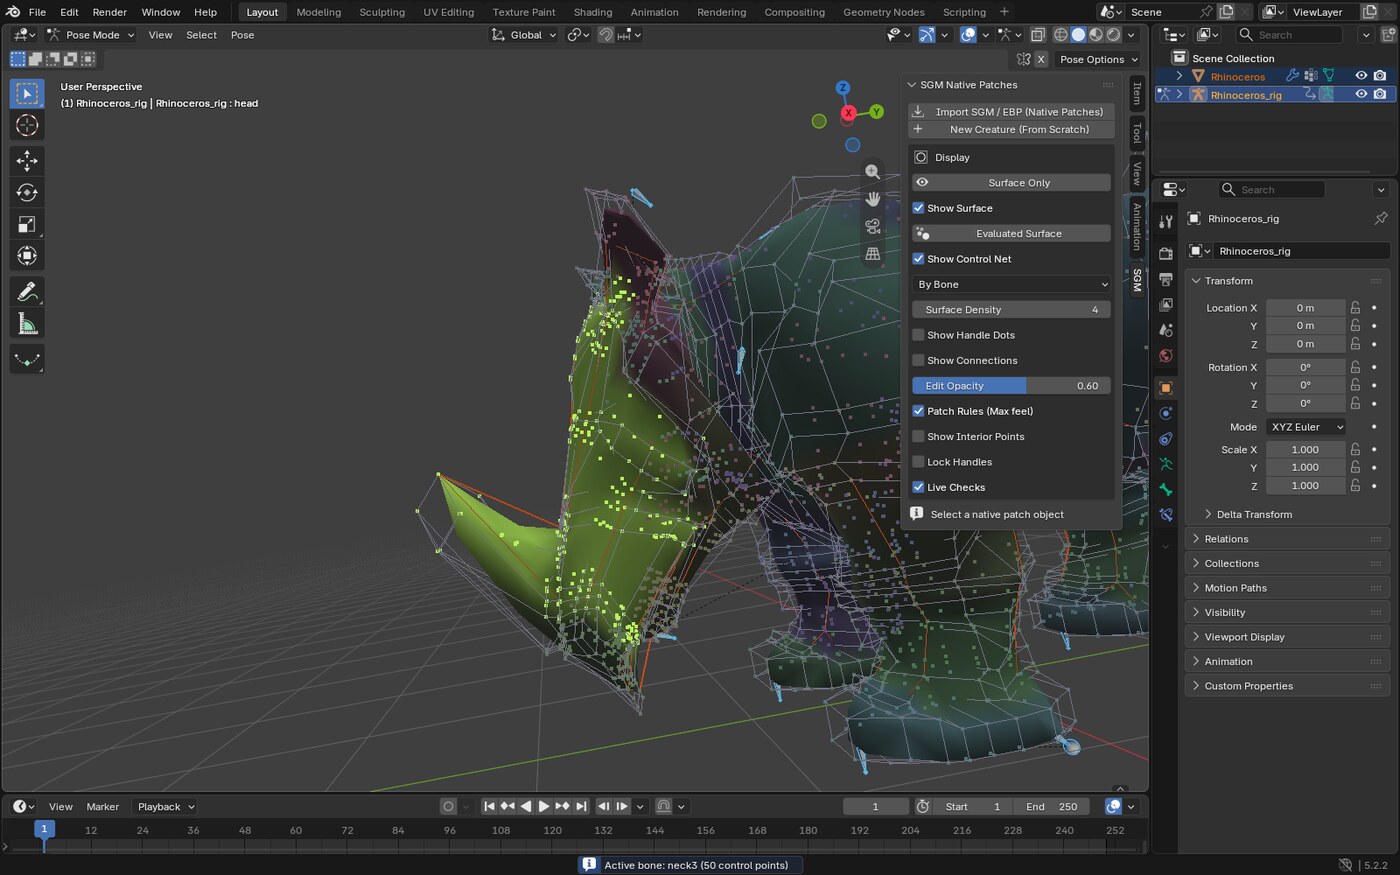 File Edit Render Window Help Layout Modeling Sculpting UV Editing Texture Paint Shading Animation Rendering Compositing Geometry Nodes Scripting + Scene ViewLayer
Pose Mode View Select Pose Global Search
X Pose Options
Scene Collection
Rhinoceros
Rhinoceros_rig
User Perspective
(1) Rhinoceros_rig | Rhinoceros_rig : head
Z
X
Y
SGM Native Patches
Import SGM / EBP (Native Patches)
New Creature (From Scratch)
Display
Surface Only
Show Surface
Evaluated Surface
Show Control Net
By Bone
Surface Density 4
Show Handle Dots
Show Connections
Edit Opacity 0.60
Patch Rules (Max feel)
Show Interior Points
Lock Handles
Live Checks
Select a native patch object
Item
Tool
View
Animation
SGM
Search
Rhinoceros_rig
Rhinoceros_rig
Transform
Location X 0 m
Y 0 m
Z 0 m
Rotation X 0°
Y 0°
Z 0°
Mode XYZ Euler
Scale X 1.000
Y 1.000
Z 1.000
Delta Transform
Relations
Collections
Motion Paths
Visibility
Viewport Display
Animation
Custom Properties
View Marker Playback 1 Start 1 End 250
1 12 24 36 48 60 72 84 96 108 120 132 144 156 168 180 192 204 216 228 240 252
Active bone: neck3 (50 control points) 5.2.2